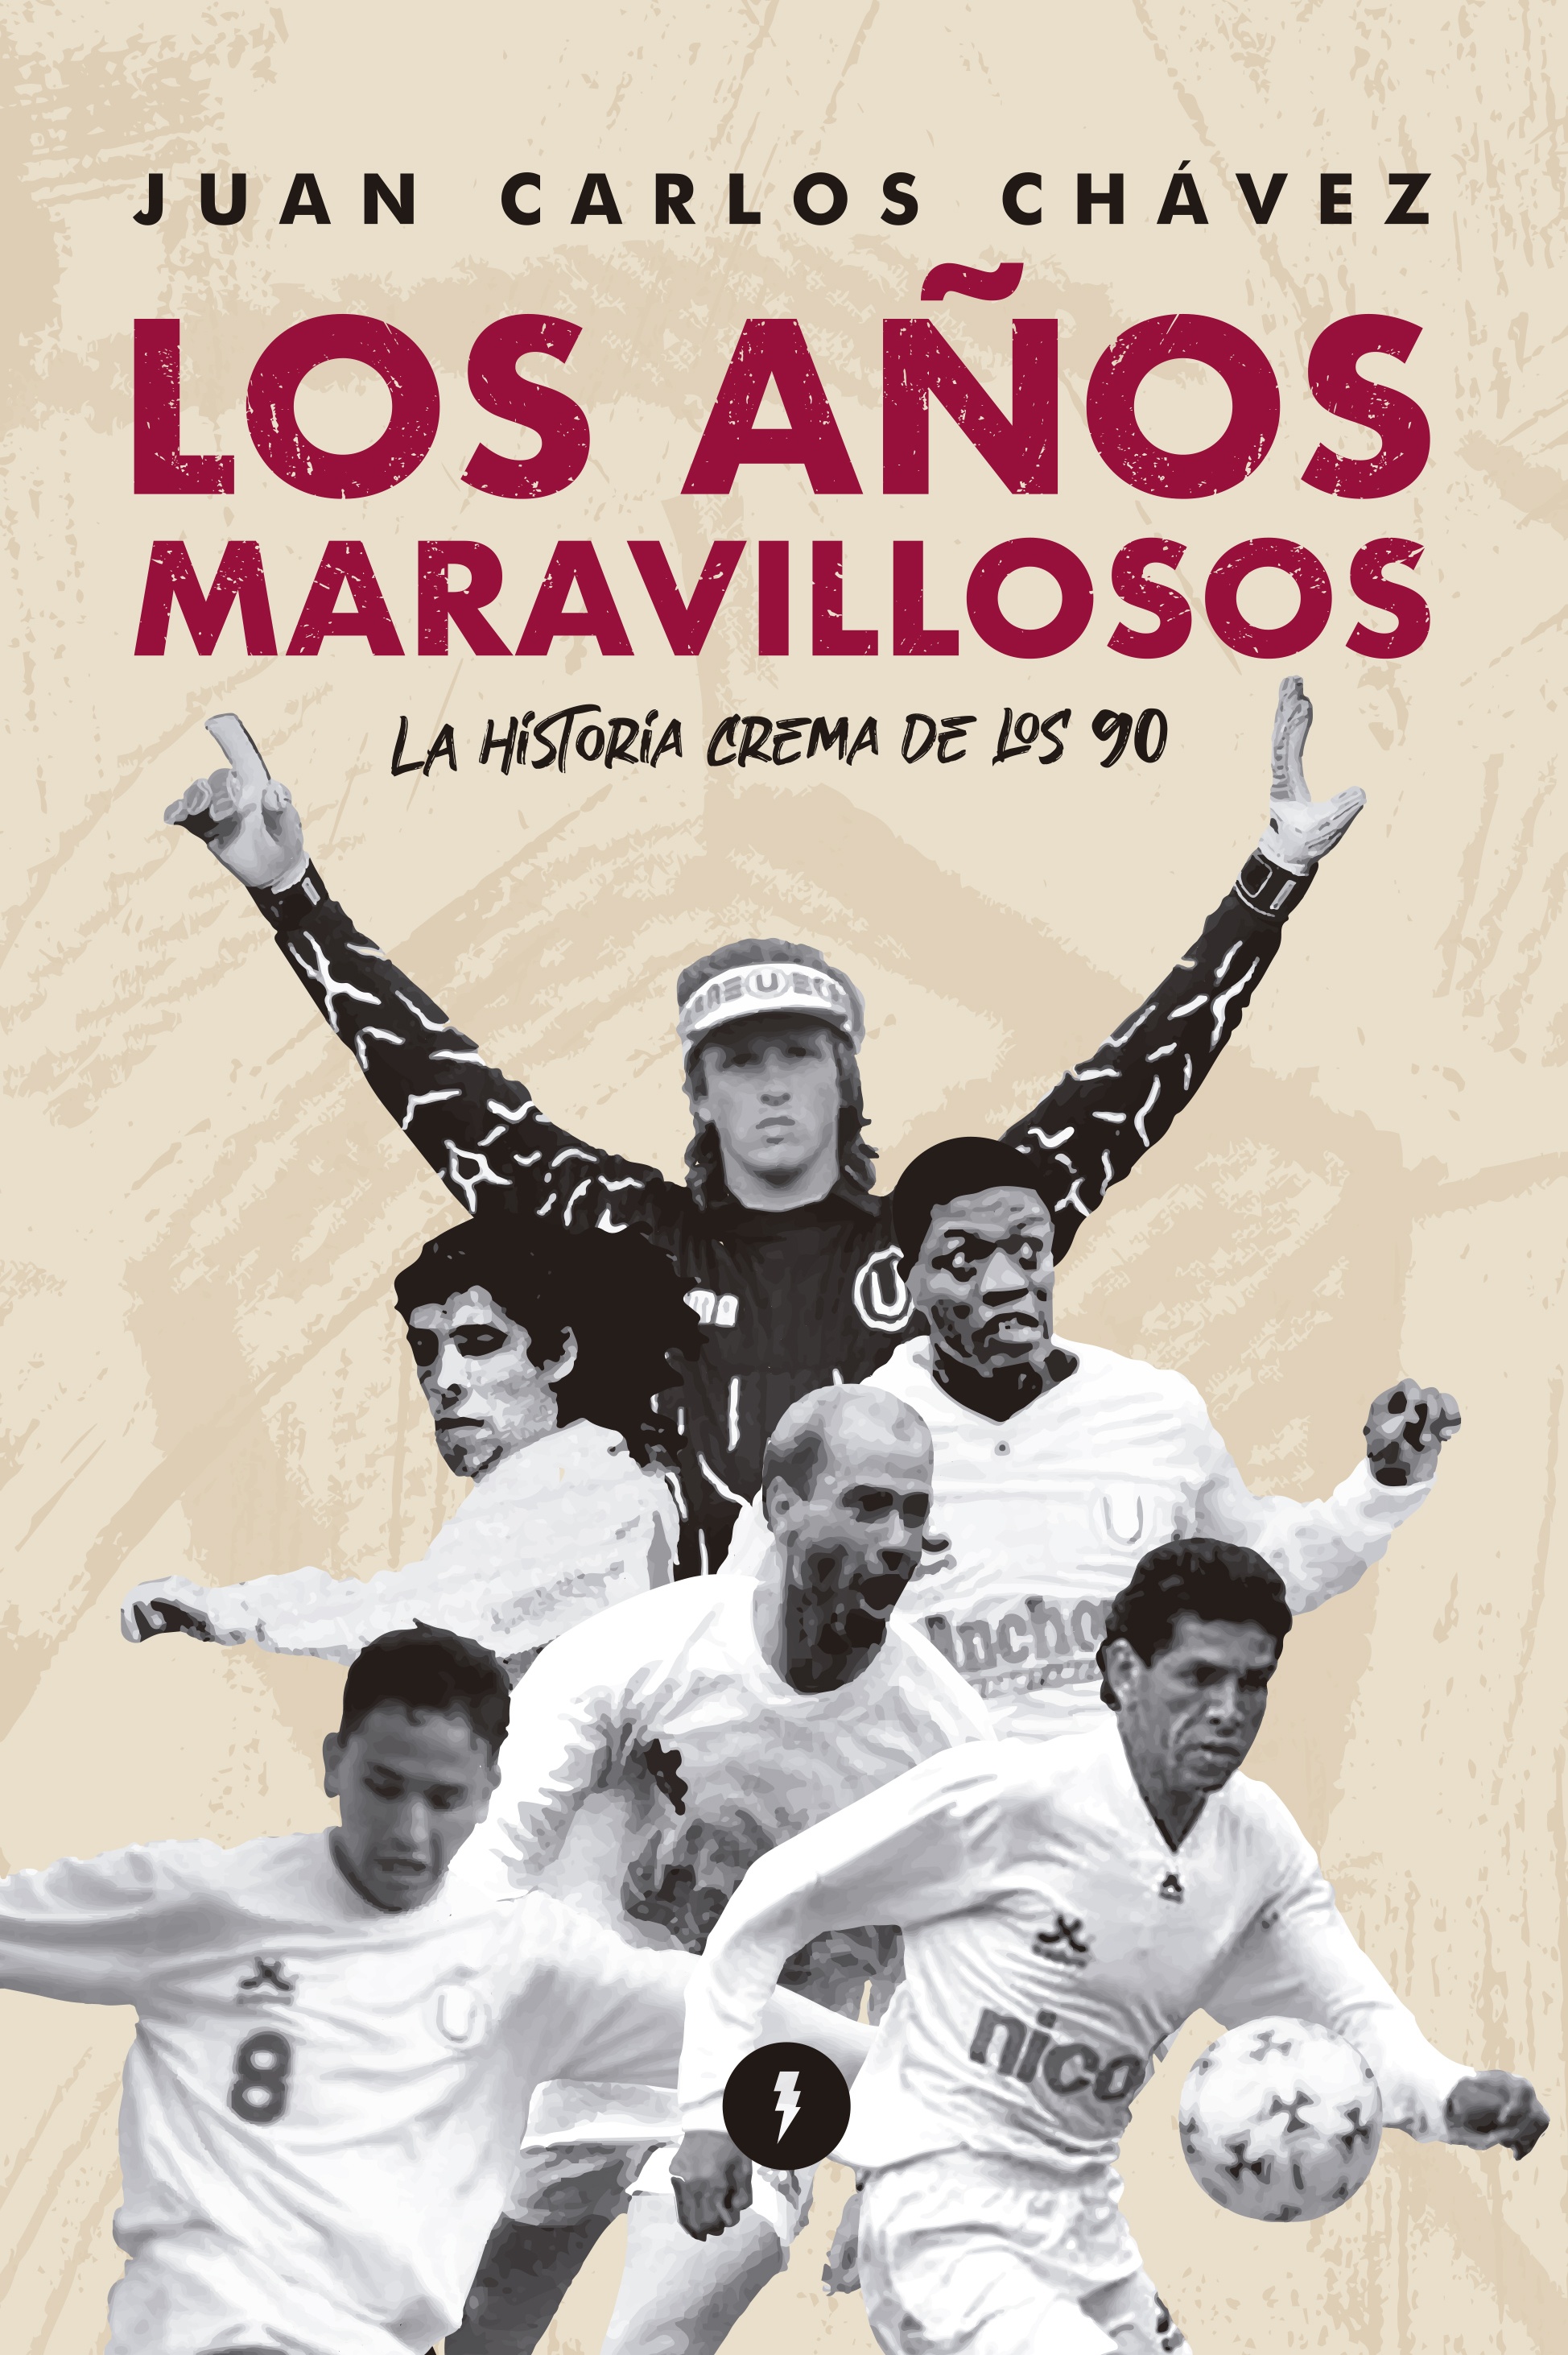 JUAN CARLOS CHÁVEZ
LOS AÑOS
MARAVILLOSOS
LA HISTORIA CREMA DE LOS 90
U
U
U
U
8
nico